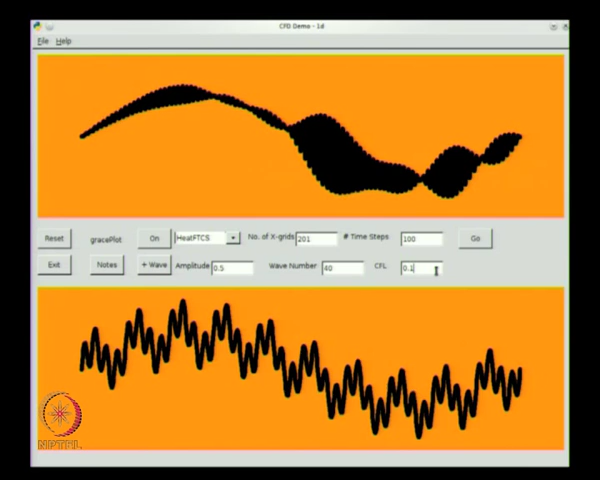 CFD Demo - 1d
File Help
Reset gracePlot On HeatFTCS No. of X-grids 201 # Time Steps 100 Go
Exit Notes + Wave Amplitude 0.5 Wave Number 40 CFL 0.1
NPTEL